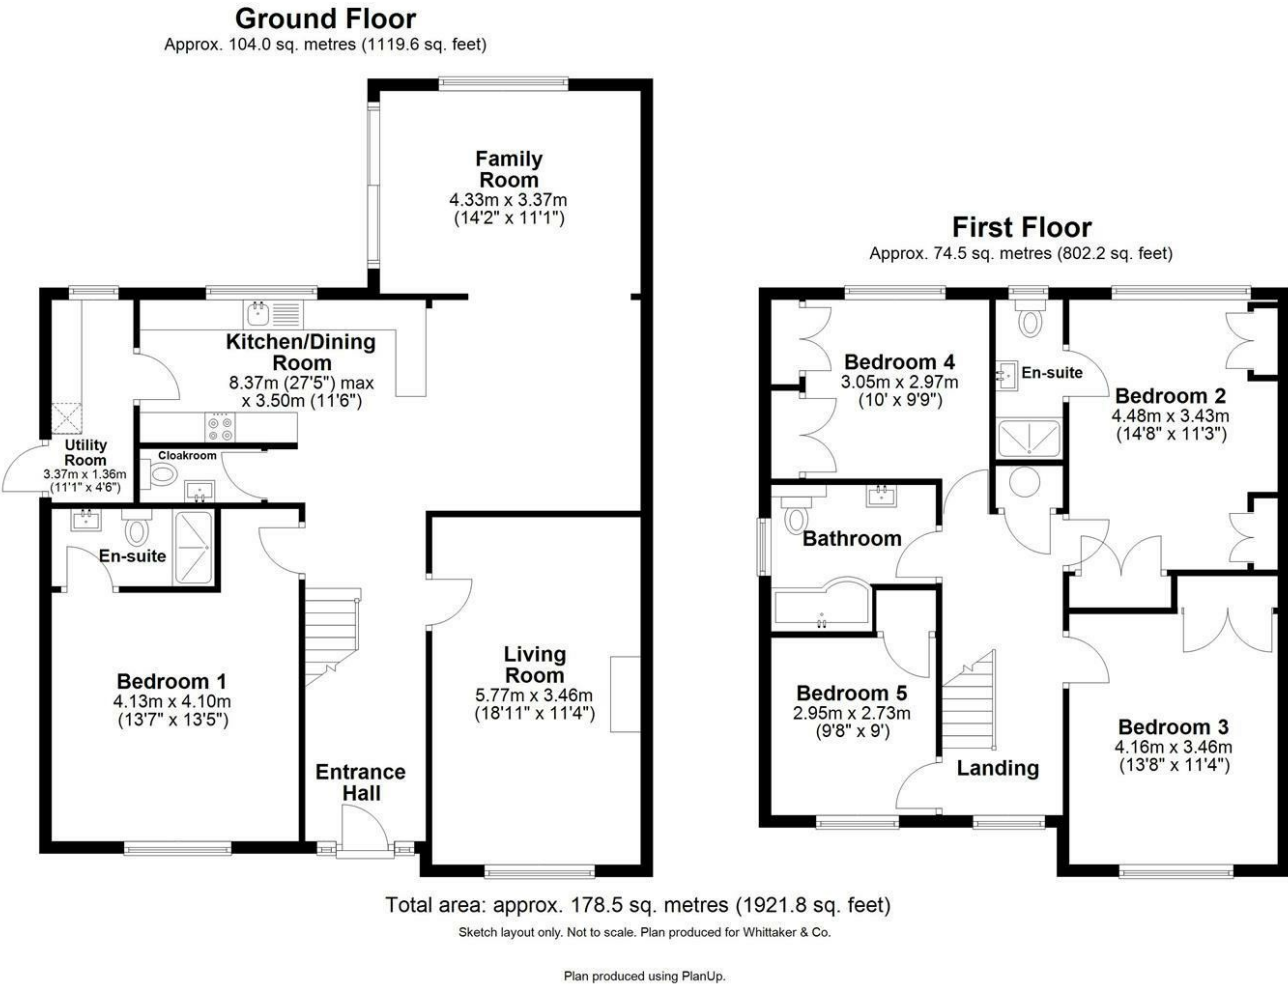 Ground Floor
Approx. 104.0 sq. metres (1119.6 sq. feet)
Family
Room
4.33m x 3.37m
(14'2" x 11'1")
Kitchen/Dining
Room
8.37m (27'5") max
x 3.50m (11'6")
Utility
Room
3.37m x 1.36m
(11'1" x 4'6")
Cloakroom
En-suite
Bedroom 1
4.13m x 4.10m
(13'7" x 13'5")
Living
Room
5.77m x 3.46m
(18'11" x 11'4")
Entrance
Hall
First Floor
Approx. 74.5 sq. metres (802.2 sq. feet)
Bedroom 4
3.05m x 2.97m
(10' x 9'9")
En-suite
Bedroom 2
4.48m x 3.43m
(14'8" x 11'3")
Bathroom
Bedroom 5
2.95m x 2.73m
(9'8" x 9')
Landing
Bedroom 3
4.16m x 3.46m
(13'8" x 11'4")
Total area: approx. 178.5 sq. metres (1921.8 sq. feet)
Sketch layout only. Not to scale. Plan produced for Whittaker & Co.
Plan produced using PlanUp.